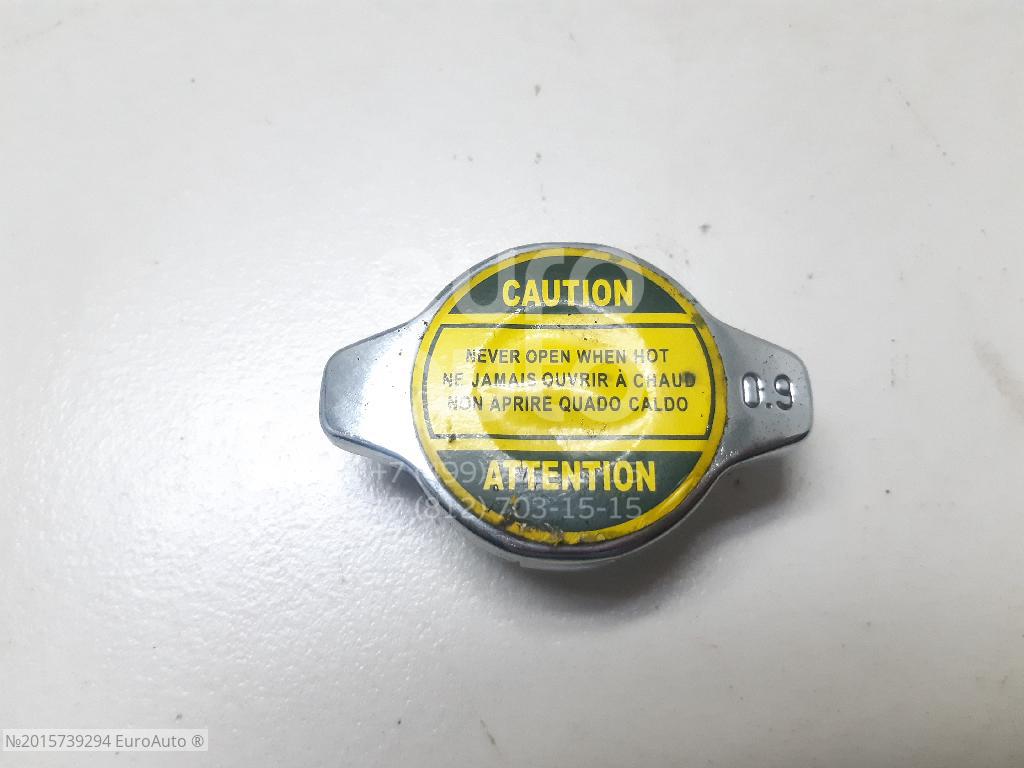 CAUTION
NEVER OPEN WHEN HOT
NE JAMAIS OUVRIR À CHAUD
NON APRIRE QUADO CALDO
0.9
ATTENTION
(812) 703-15-15
№2015739294 EuroAuto ®